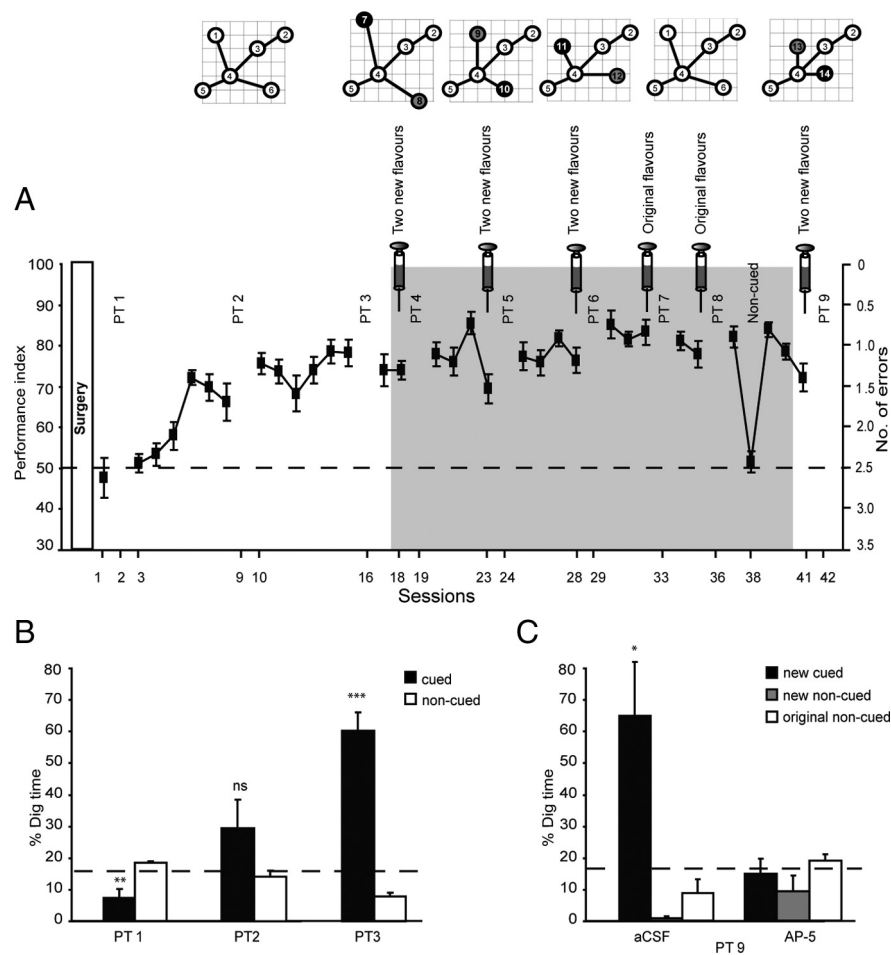 1 2 3 4 5 6
7 2 3 4 5 8
9 2 3 4 5 10
11 2 3 4 5 12
1 2 3 4 5 6
13 2 3 4 5 14
A
Two new flavours
Two new flavours
Two new flavours
Original flavours
Original flavours
Two new flavours
Surgery
PT 1
PT 2
PT 3
PT 4
PT 5
PT 6
PT 7
PT 8
Non-cued
PT 9
Performance index
100
90
80
70
60
50
40
30
No. of errors
0
0.5
1.0
1.5
2.0
2.5
3.0
3.5
1 2 3 9 10 16 18 19 23 24 28 29 33 36 38 41 42
Sessions
B
% Dig time
80
70
60
50
40
30
20
10
0
cued
non-cued
**
ns
***
PT 1 PT2 PT3
C
% Dig time
80
70
60
50
40
30
20
10
0
new cued
new non-cued
original non-cued
*
aCSF AP-5
PT 9